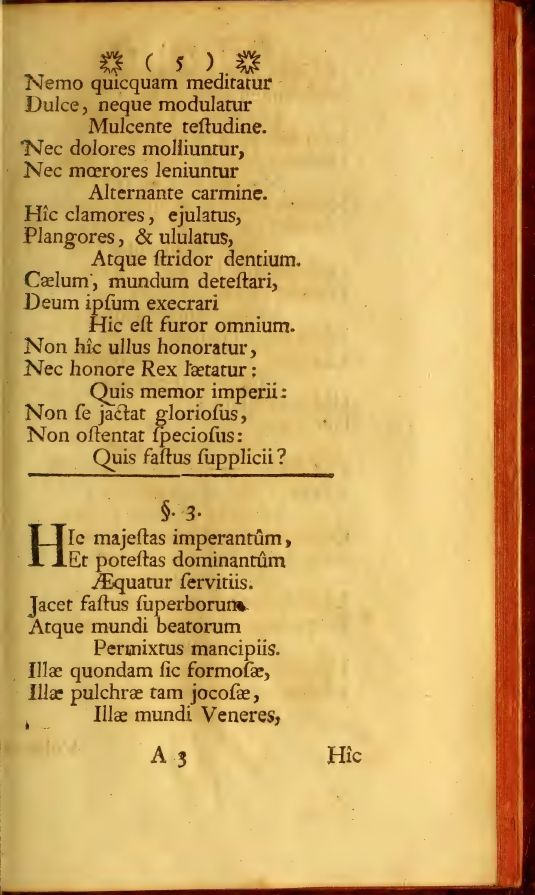 ( 5 )
Nemo quicquam meditatur
Dulce, neque modulatur
Mulcente teſtudine.
Nec dolores molliuntur,
Nec mœrores leniuntur
Alternante carmine.
Hîc clamores, ejulatus,
Plangores, & ululatus,
Atque ſtridor dentium.
Cælum, mundum deteſtari,
Deum ipſum execrari
Hic eſt furor omnium.
Non hîc ullus honoratur,
Nec honore Rex lætatur:
Quis memor imperii:
Non ſe jactat glorioſus,
Non oſtentat ſpecioſus:
Quis faſtus ſupplicii?
§. 3.
HIc majeſtas imperantûm,
Et poteſtas dominantûm
Æquatur ſervitiis.
Jacet faſtus ſuperborum
Atque mundi beatorum
Permixtus mancipiis.
Illæ quondam ſic formoſæ,
Illæ pulchræ tam jocoſæ,
Illæ mundi Veneres,
A 3 Hîc